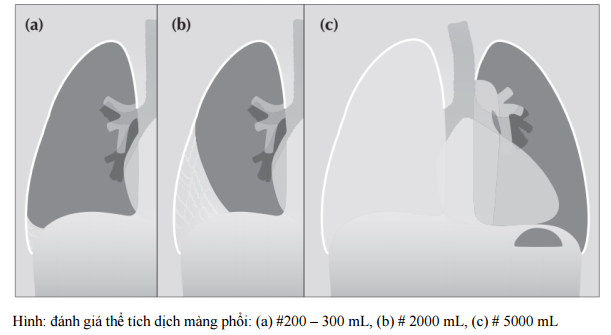 (a)
(b)
(c)
Hình: đánh giá thể tích dịch màng phổi: (a) #200 – 300 mL, (b) # 2000 mL, (c) # 5000 mL